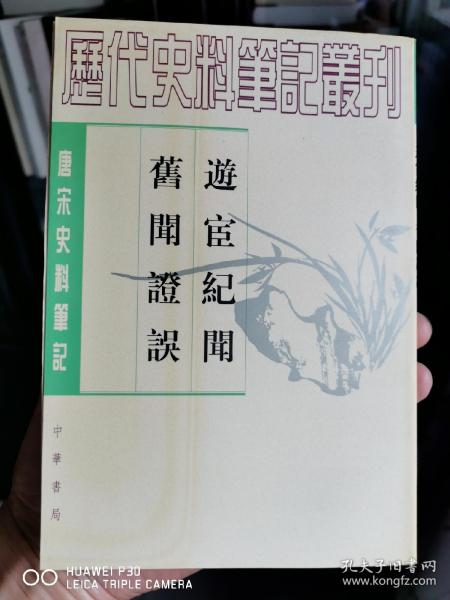 歷代史料筆記叢刊
唐宋史料筆記
遊宦紀聞
舊聞證誤
中華書局
HUAWEI P30
LEICA TRIPLE CAMERA
孔夫子旧书网
www.kongfz.com